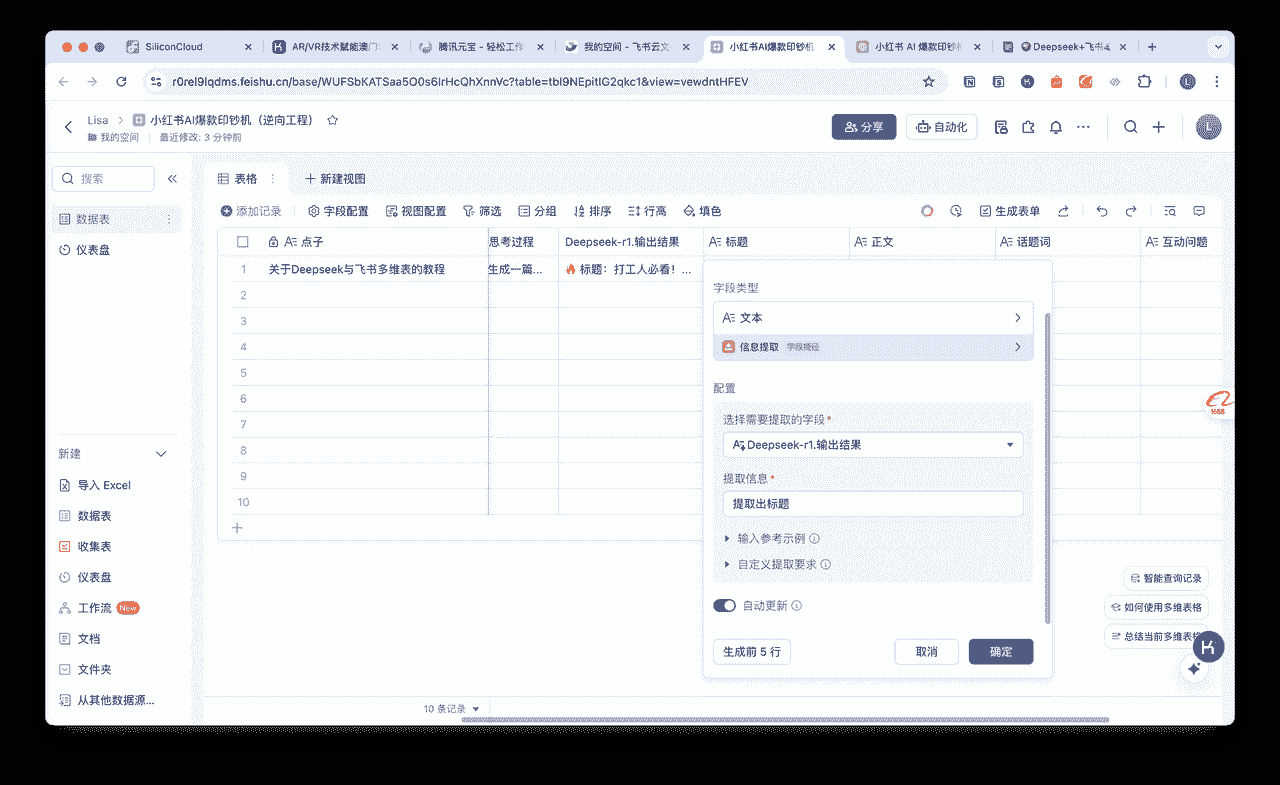 SiliconCloud
AR/VR技术赋能澳门
腾讯元宝 - 轻松工作
我的空间 - 飞书云文
小红书AI爆款印钞机
小红书 AI 爆款印
Deepseek+飞书
r0rel9lqdms.feishu.cn/base/WUFSbKATSaa5O0s6lrHcQhXnnVc?table=tbl9NEpitIG2qkc1&view=vewdntHFEV
Lisa
小红书AI爆款印钞机（逆向工程）
我的空间
最近修改: 3 分钟前
分享
自动化
L
搜索
数据表
仪表盘
表格
新建视图
添加记录
字段配置
视图配置
筛选
分组
排序
行高
填色
生成表单
点子
思考过程
Deepseek-r1.输出结果
标题
正文
话题词
互动问题
1
关于Deepseek与飞书多维表的教程
生成一篇...
🔥 标题：打工人必看！...
2
3
4
5
6
7
8
9
10
字段类型
文本
信息提取
字段捷径
配置
选择需要提取的字段*
Deepseek-r1.输出结果
提取信息*
提取出标题
输入参考示例
自定义提取要求
自动更新
生成前 5 行
取消
确定
新建
导入 Excel
数据表
收集表
仪表盘
工作流 New
文档
文件夹
从其他数据源...
1688
智能查询记录
如何使用多维表格
总结当前多维表格
10 条记录